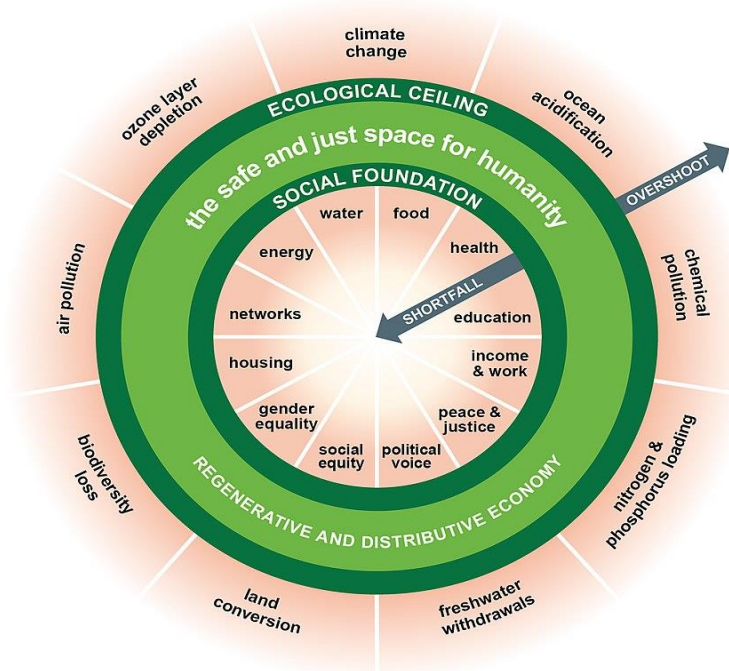 climate
change
ocean
acidification
chemical
pollution
nitrogen &
phosphorus loading
freshwater
withdrawals
land
conversion
biodiversity
loss
air pollution
ozone layer
depletion
ECOLOGICAL CEILING
OVERSHOOT
the safe and just space for humanity
SOCIAL FOUNDATION
water
food
health
SHORTFALL
education
income
& work
peace &
justice
political
voice
social
equity
gender
equality
housing
networks
energy
REGENERATIVE AND DISTRIBUTIVE ECONOMY